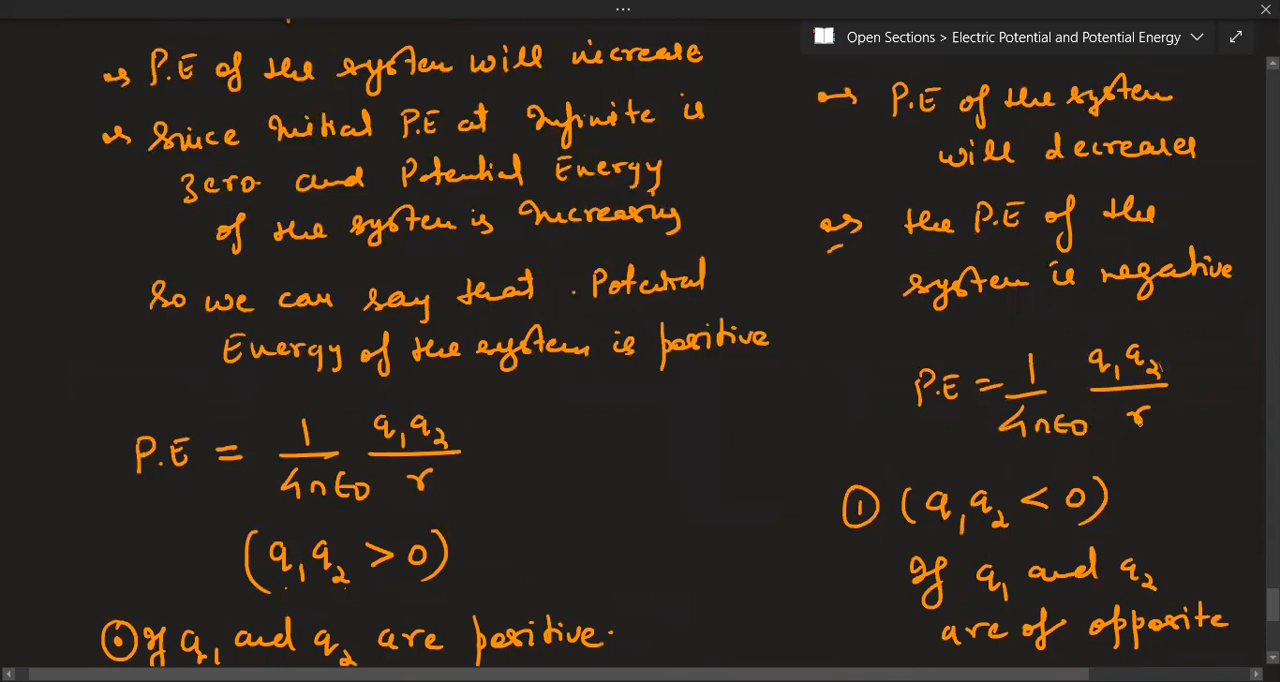 Open Sections > Electric Potential and Potential Energy
⇒ P.E of the system will increase
⇒ Since Initial P.E at Infinite is
zero and Potential Energy
of the system is Increasing
So we can say that . Potential
Energy of the system is positive
P.E = 1/4πϵ0 q1q2/r
(q1q2 > 0)
① If q1 and q2 are positive.
⇒ P.E of the system
will decreases
⇒ the P.E of the
system is negative
P.E = 1/4πϵ0 q1q2/r
① (q1q2 < 0)
If q1 and q2
are of opposite